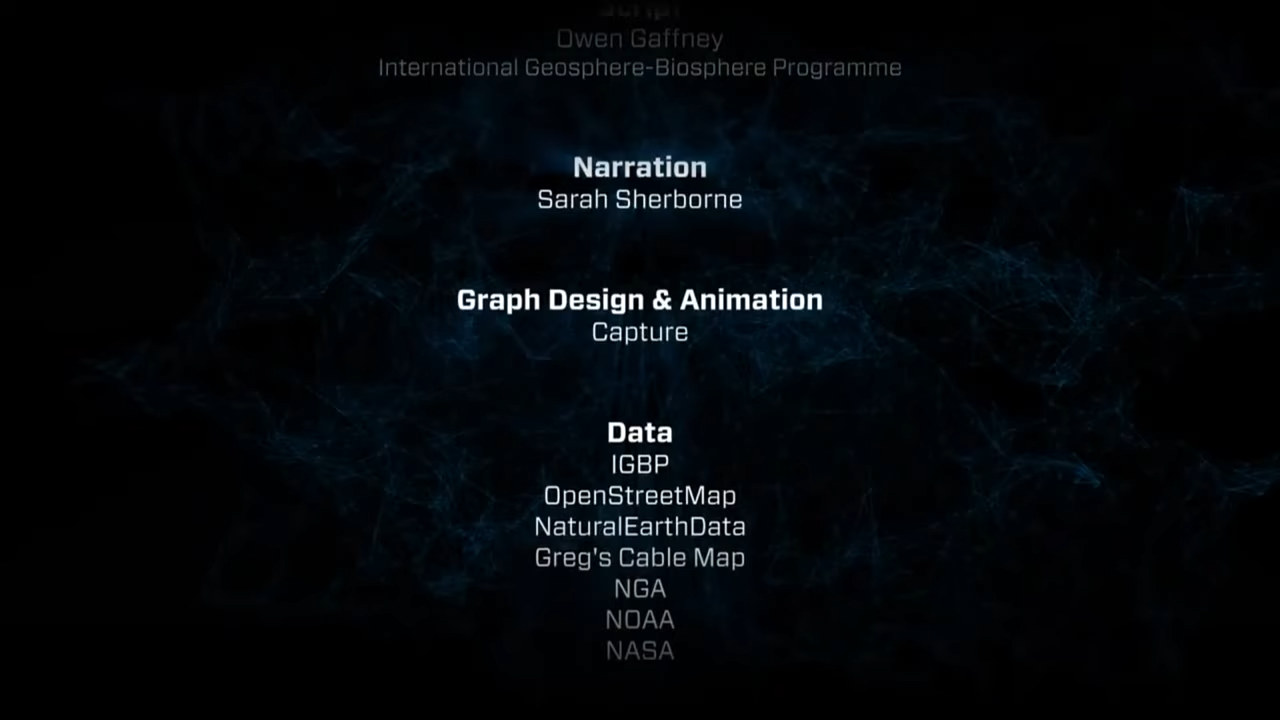 Script
Owen Gaffney
International Geosphere-Biosphere Programme
Narration
Sarah Sherborne
Graph Design & Animation
Capture
Data
IGBP
OpenStreetMap
NaturalEarthData
Greg's Cable Map
NGA
NOAA
NASA